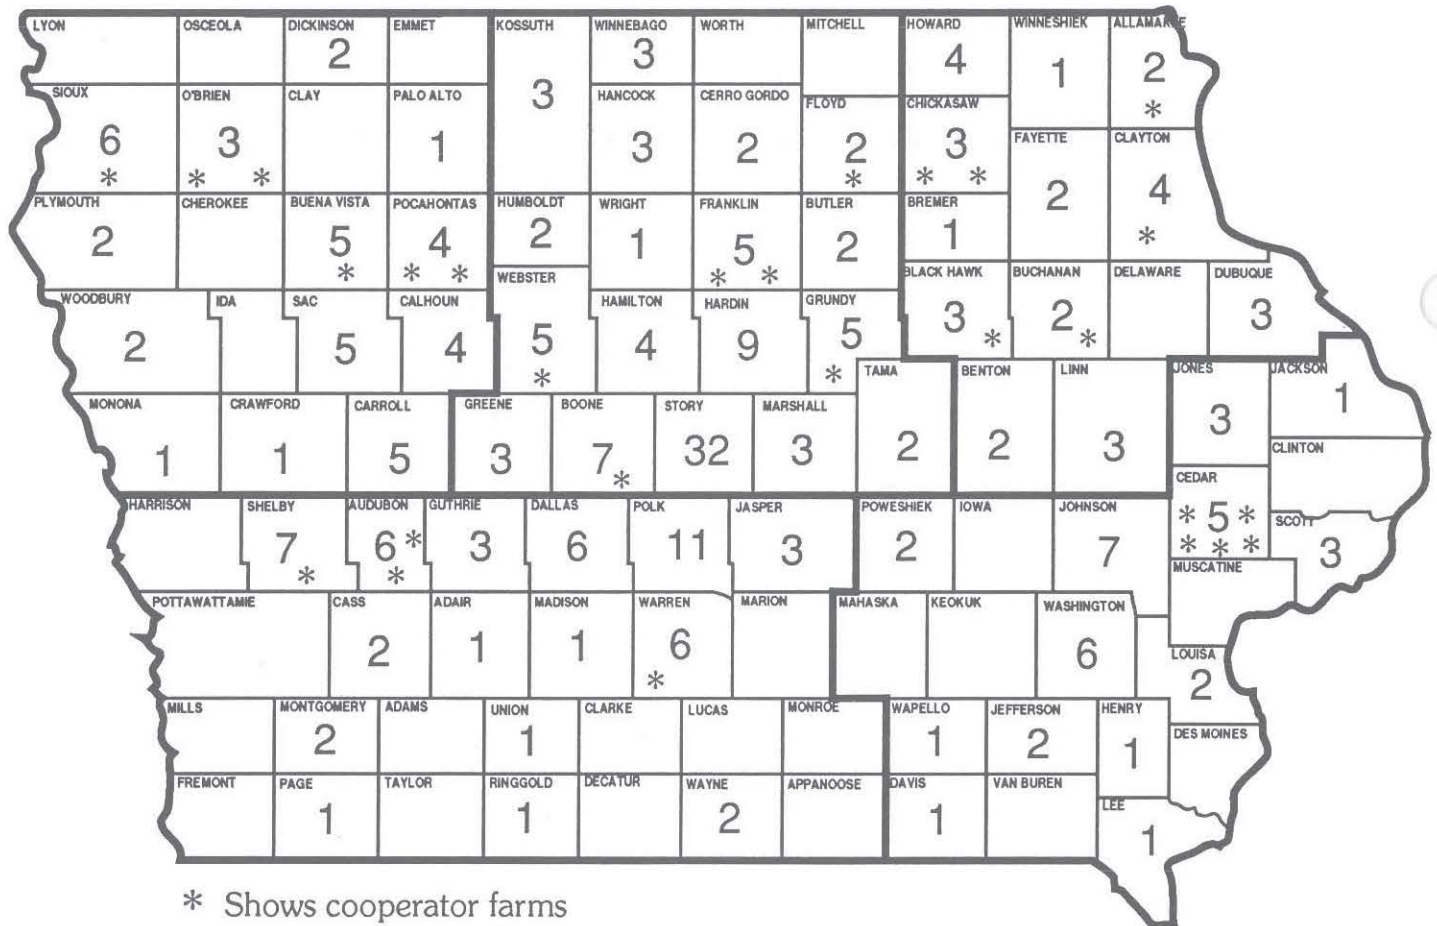 LYON OSCEOLA DICKINSON EMMET KOSSUTH WINNEBAGO WORTH MITCHELL HOWARD WINNESHIEK ALLAMAKEE
2 3 4 1 2
*
SIOUX O'BRIEN CLAY PALO ALTO HANCOCK CERRO GORDO FLOYD CHICKASAW FAYETTE CLAYTON
6 3 1 3 3 2 2 3 2 4
* * * * * * *
PLYMOUTH CHEROKEE BUENA VISTA POCAHONTAS HUMBOLDT WRIGHT FRANKLIN BUTLER BREMER
2 5 4 2 1 5 2 1
* * * * *
WOODBURY IDA SAC CALHOUN WEBSTER HAMILTON HARDIN GRUNDY BLACK HAWK BUCHANAN DELAWARE DUBUQUE
2 5 4 5 4 9 5 3 2 3
* * * *
MONONA CRAWFORD CARROLL GREENE BOONE STORY MARSHALL TAMA BENTON LINN JONES JACKSON
1 1 5 3 7 32 3 2 2 3 3 1
*
HARRISON SHELBY AUDUBON GUTHRIE DALLAS POLK JASPER POWESHIEK IOWA JOHNSON CEDAR CLINTON SCOTT
7 6 * 3 6 11 3 2 7 * 5 * 3
* * * * *
POTTAWATTAMIE CASS ADAIR MADISON WARREN MARION MAHASKA KEOKUK WASHINGTON MUSCATINE LOUISA
2 1 1 6 6 2
*
MILLS MONTGOMERY ADAMS UNION CLARKE LUCAS MONROE WAPELLO JEFFERSON HENRY DES MOINES
2 1 1 2 1
FREMONT PAGE TAYLOR RINGGOLD DECATUR WAYNE APPANOOSE DAVIS VAN BUREN LEE
1 1 2 1 1
* Shows cooperator farms